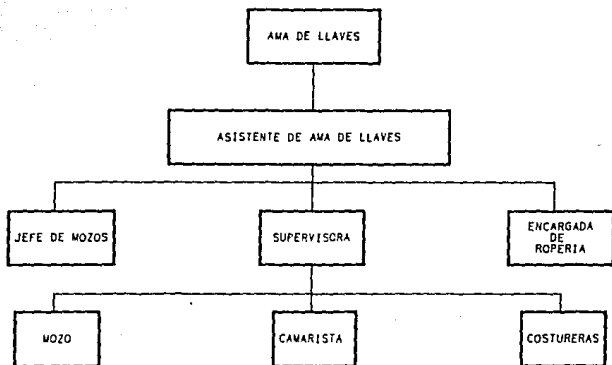 AMA DE LLAVES
ASISTENTE DE AMA DE LLAVES
JEFE DE MOZOS
SUPERVISORA
ENCARGADA
DE
ROPERIA
MOZO
CAMARISTA
COSTURERAS